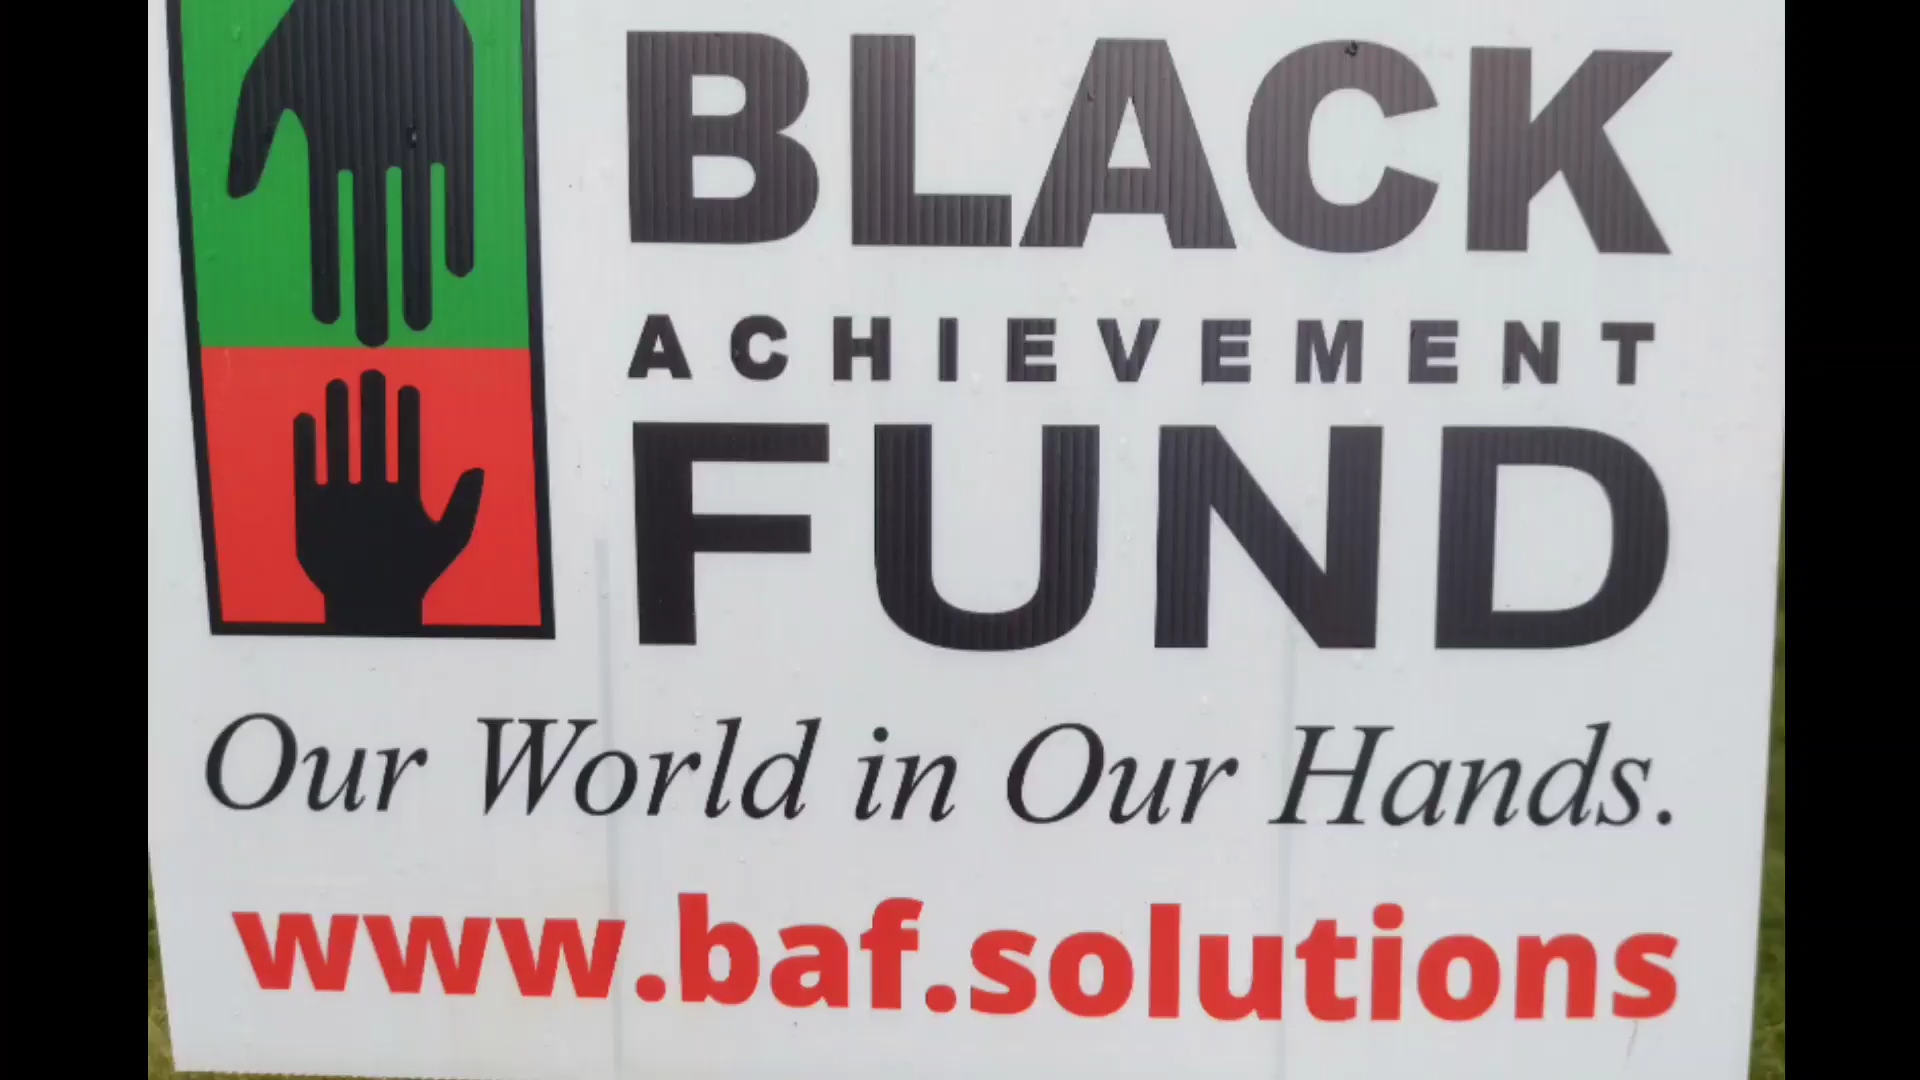 BLACK
ACHIEVEMENT
FUND
Our World in Our Hands.
www.baf.solutions